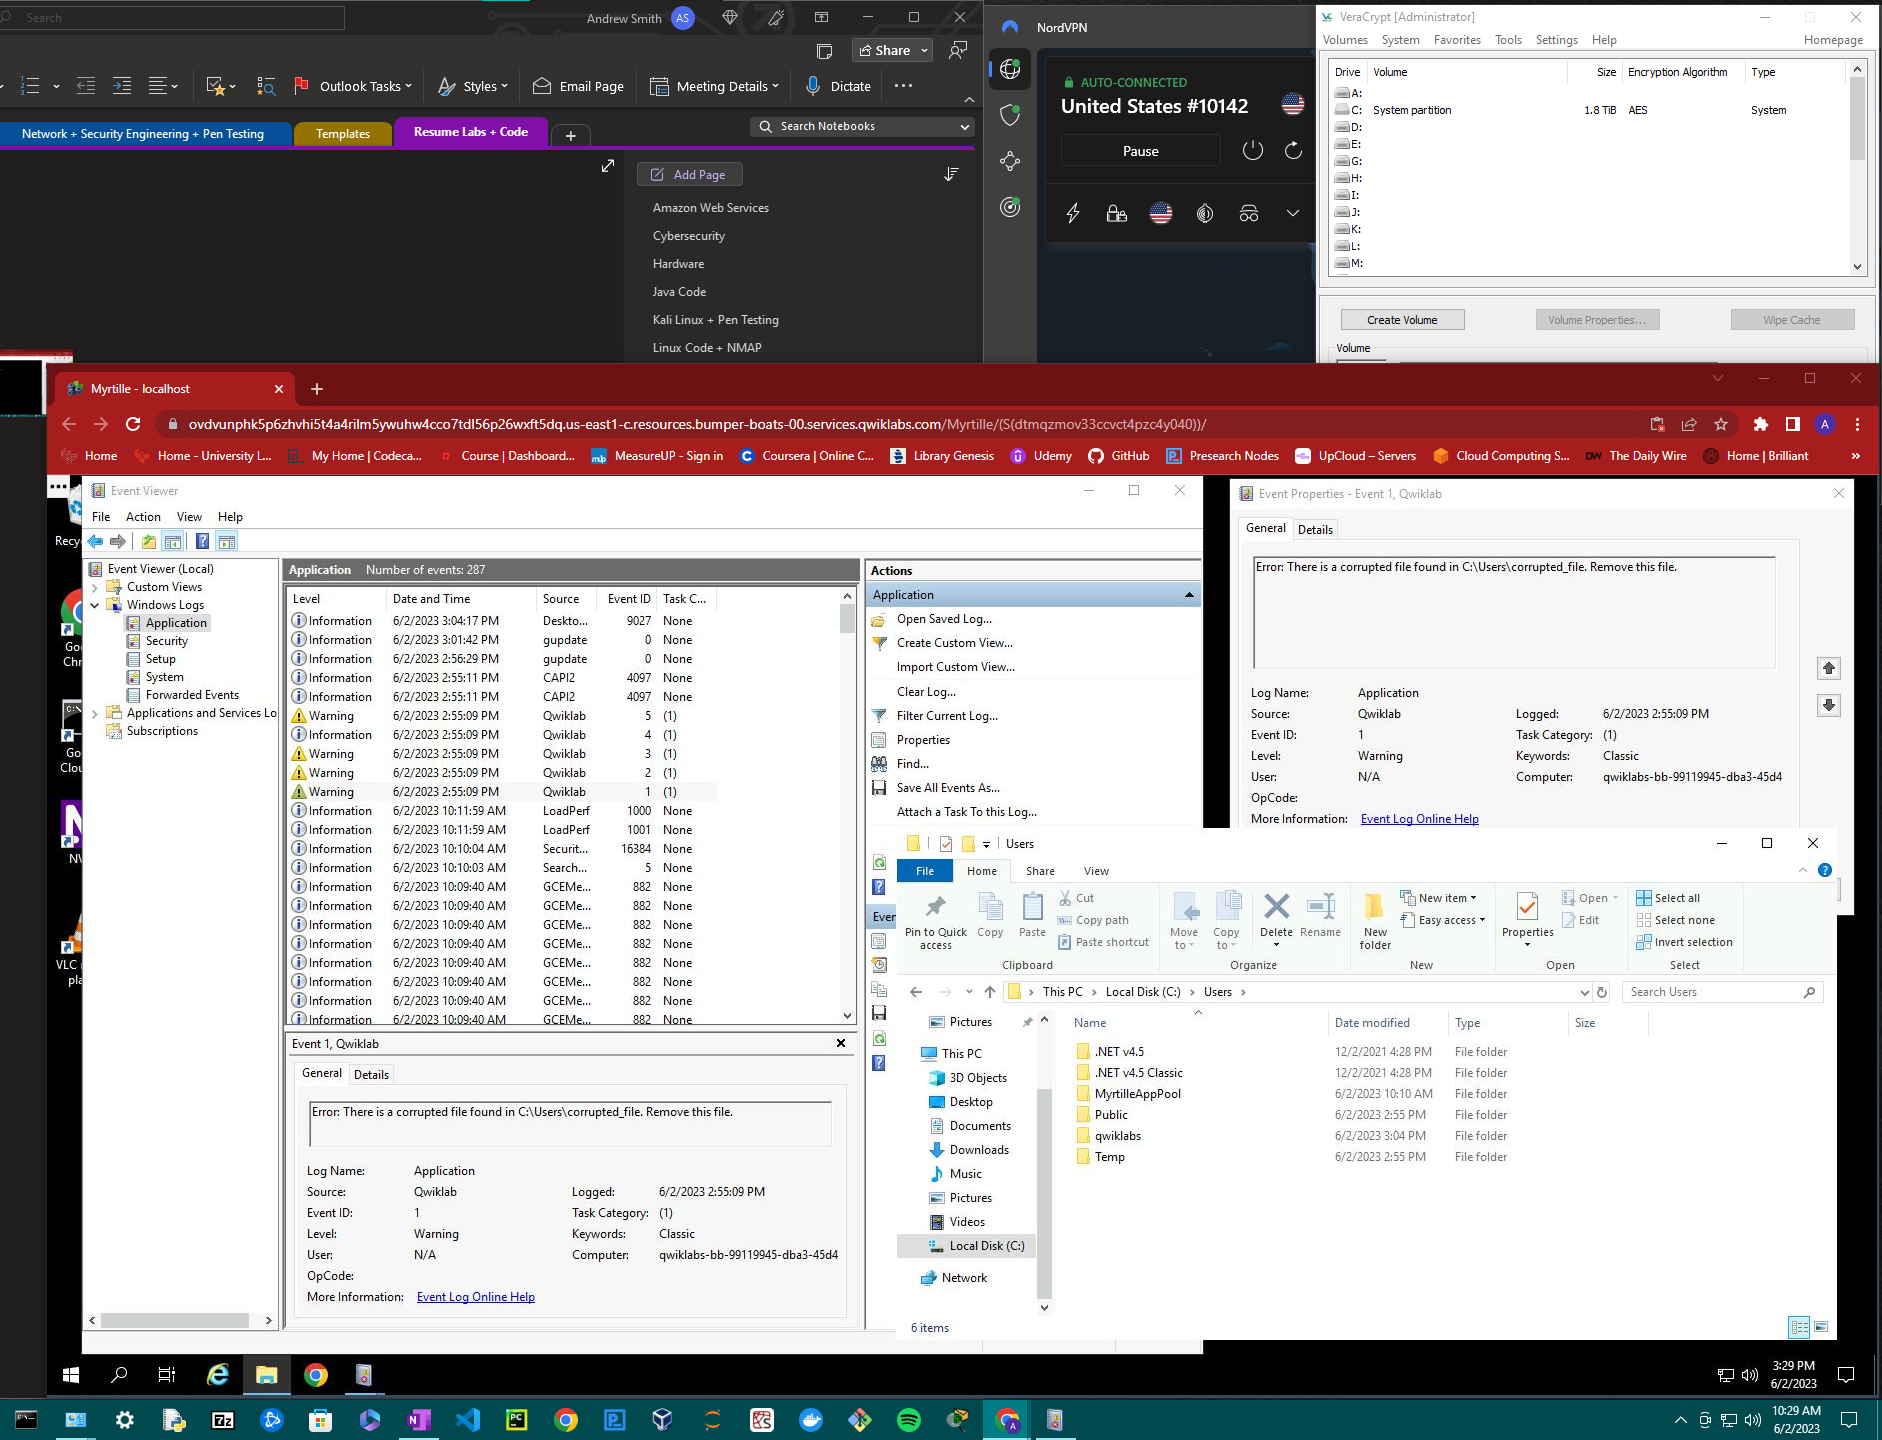 Search
Andrew Smith
AS
Share
Outlook Tasks
Styles
Email Page
Meeting Details
Dictate
Network + Security Engineering + Pen Testing
Templates
Resume Labs + Code
Search Notebooks
Add Page
Amazon Web Services
Cybersecurity
Hardware
Java Code
Kali Linux + Pen Testing
Linux Code + NMAP
NordVPN
AUTO-CONNECTED
United States #10142
Pause
VeraCrypt [Administrator]
Volumes System Favorites Tools Settings Help Homepage
Drive Volume Size Encryption Algorithm Type
A:
C: System partition 1.8 TiB AES System
D:
E:
G:
H:
I:
J:
K:
L:
M:
Create Volume Volume Properties... Wipe Cache
Volume
Myrtille - localhost
ovdvunphk5p6zhvhi5t4a4rilm5ywuhw4cco7tdl56p26wxft5dq.us-east1-c.resources.bumper-boats-00.services.qwiklabs.com/Myrtille/(S(dtmqzmov33ccvct4pzc4y040))/
A
Home Home - University L... My Home | Codeca... Course | Dashboard... MeasureUP - Sign in Coursera | Online C... Library Genesis Udemy GitHub Presearch Nodes UpCloud – Servers Cloud Computing S... The Daily Wire Home | Brilliant »
Recyc
Goo
Chr
Go
Clou
NV
VLC
pla
Event Viewer
File Action View Help
Event Viewer (Local)
Custom Views
Windows Logs
Application
Security
Setup
System
Forwarded Events
Applications and Services Lo
Subscriptions
Application Number of events: 287
Level Date and Time Source Event ID Task C...
Information 6/2/2023 3:04:17 PM Deskto... 9027 None
Information 6/2/2023 3:01:42 PM gupdate 0 None
Information 6/2/2023 2:56:29 PM gupdate 0 None
Information 6/2/2023 2:55:11 PM CAPI2 4097 None
Information 6/2/2023 2:55:11 PM CAPI2 4097 None
Warning 6/2/2023 2:55:09 PM Qwiklab 5 (1)
Information 6/2/2023 2:55:09 PM Qwiklab 4 (1)
Warning 6/2/2023 2:55:09 PM Qwiklab 3 (1)
Warning 6/2/2023 2:55:09 PM Qwiklab 2 (1)
Warning 6/2/2023 2:55:09 PM Qwiklab 1 (1)
Information 6/2/2023 10:11:59 AM LoadPerf 1000 None
Information 6/2/2023 10:11:59 AM LoadPerf 1001 None
Information 6/2/2023 10:10:04 AM Securit... 16384 None
Information 6/2/2023 10:10:03 AM Search... 5 None
Information 6/2/2023 10:09:40 AM GCEMe... 882 None
Information 6/2/2023 10:09:40 AM GCEMe... 882 None
Information 6/2/2023 10:09:40 AM GCEMe... 882 None
Information 6/2/2023 10:09:40 AM GCEMe... 882 None
Information 6/2/2023 10:09:40 AM GCEMe... 882 None
Information 6/2/2023 10:09:40 AM GCEMe... 882 None
Information 6/2/2023 10:09:40 AM GCEMe... 882 None
Information 6/2/2023 10:09:40 AM GCEMe... 882 None
Event 1, Qwiklab
General Details
Error: There is a corrupted file found in C:\Users\corrupted_file. Remove this file.
Log Name: Application
Source: Qwiklab Logged: 6/2/2023 2:55:09 PM
Event ID: 1 Task Category: (1)
Level: Warning Keywords: Classic
User: N/A Computer: qwiklabs-bb-99119945-dba3-45d4
OpCode:
More Information: Event Log Online Help
Actions
Application
Open Saved Log...
Create Custom View...
Import Custom View...
Clear Log...
Filter Current Log...
Properties
Find...
Save All Events As...
Attach a Task To this Log...
Even
Event Properties - Event 1, Qwiklab
General Details
Error: There is a corrupted file found in C:\Users\corrupted_file. Remove this file.
Log Name: Application
Source: Qwiklab Logged: 6/2/2023 2:55:09 PM
Event ID: 1 Task Category: (1)
Level: Warning Keywords: Classic
User: N/A Computer: qwiklabs-bb-99119945-dba3-45d4
OpCode:
More Information: Event Log Online Help
Users
File Home Share View
Pin to Quick access
Copy
Paste
Cut
Copy path
Paste shortcut
Clipboard
Move to
Copy to
Delete
Rename
Organize
New folder
New item
Easy access
New
Properties
Open
Edit
Open
Select all
Select none
Invert selection
Select
This PC Local Disk (C:) Users
Search Users
Pictures
This PC
3D Objects
Desktop
Documents
Downloads
Music
Pictures
Videos
Local Disk (C:)
Network
Name Date modified Type Size
.NET v4.5 12/2/2021 4:28 PM File folder
.NET v4.5 Classic 12/2/2021 4:28 PM File folder
MyrtilleAppPool 6/2/2023 10:10 AM File folder
Public 6/2/2023 2:55 PM File folder
qwiklabs 6/2/2023 3:04 PM File folder
Temp 6/2/2023 2:55 PM File folder
6 items
3:29 PM
6/2/2023
10:29 AM
6/2/2023